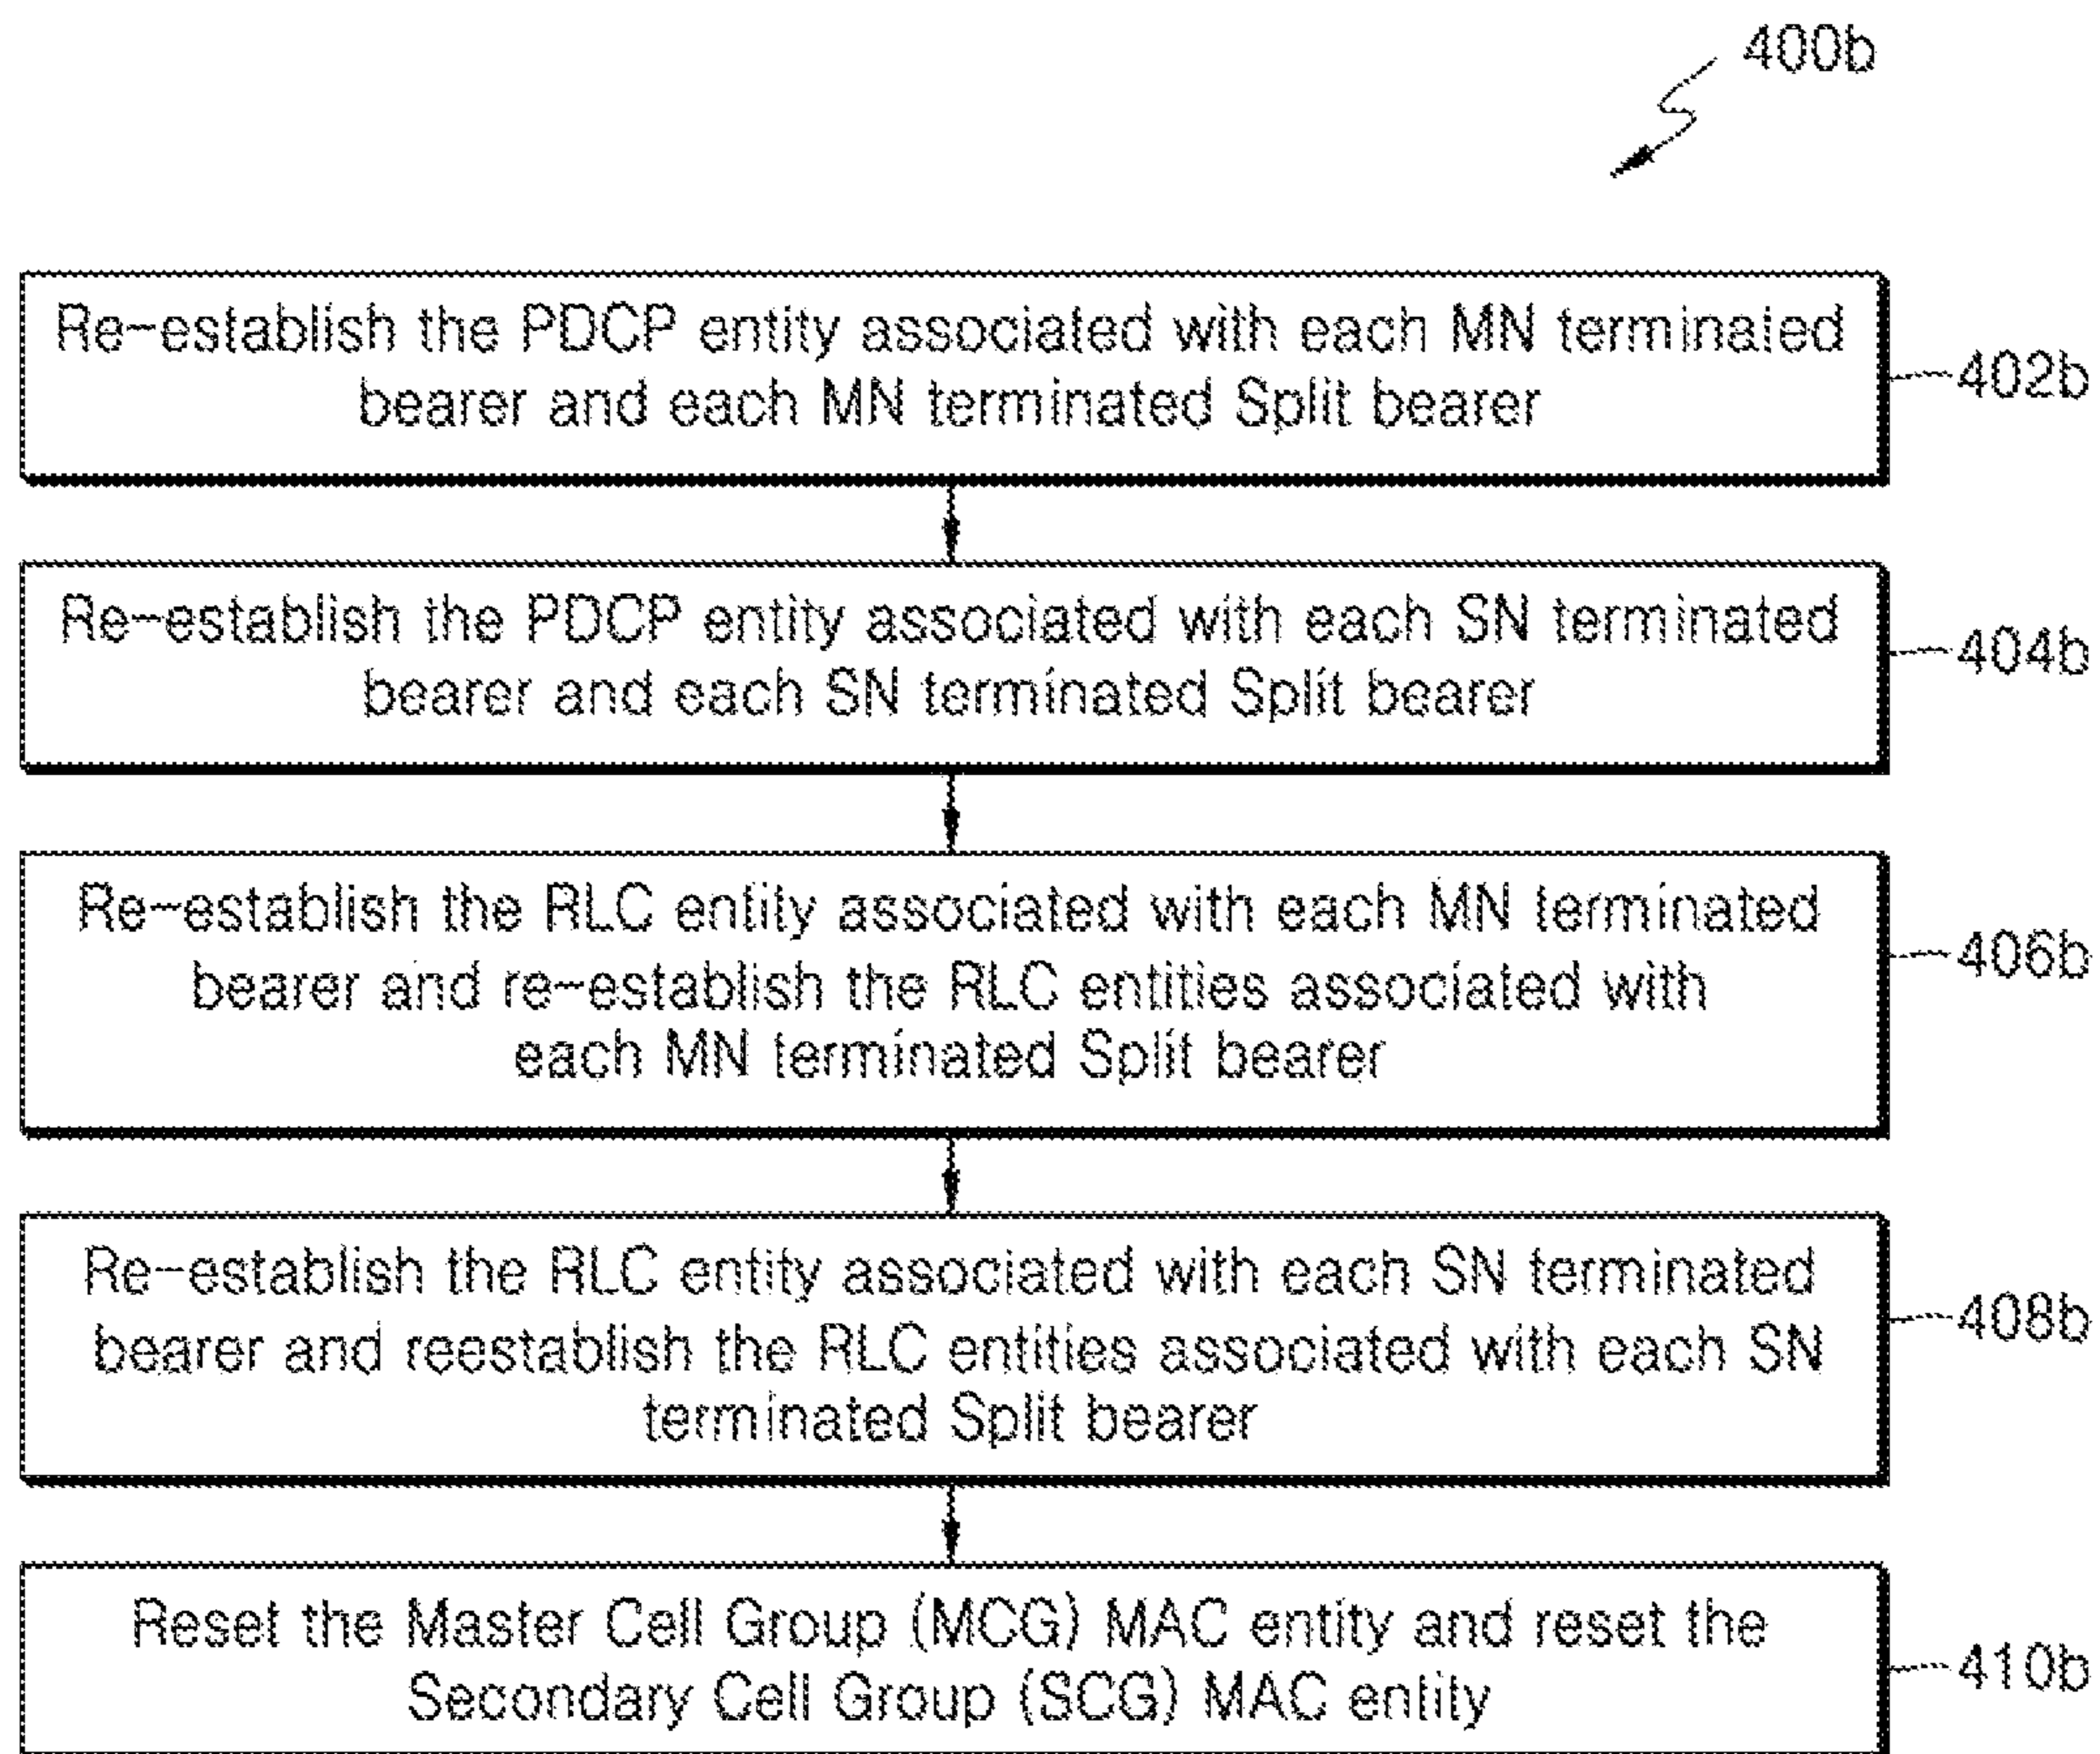 400b
Re-establish the PDCP entity associated with each MN terminated
bearer and each MN terminated Split bearer
402b
Re-establish the PDCP entity associated with each SN terminated
bearer and each SN terminated Split bearer
404b
Re-establish the RLC entity associated with each MN terminated
bearer and re-establish the RLC entities associated with
each MN terminated Split bearer
406b
Re-establish the RLC entity associated with each SN terminated
bearer and reestablish the RLC entities associated with each SN
terminated Split bearer
408b
Reset the Master Cell Group (MCG) MAC entity and reset the
Secondary Cell Group (SCG) MAC entity
410b